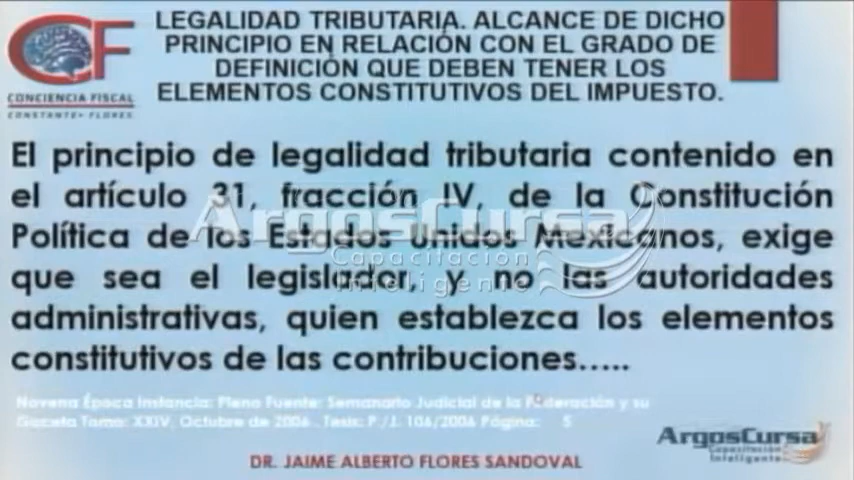 LEGALIDAD TRIBUTARIA. ALCANCE DE DICHO
PRINCIPIO EN RELACIÓN CON EL GRADO DE
DEFINICIÓN QUE DEBEN TENER LOS
ELEMENTOS CONSTITUTIVOS DEL IMPUESTO.
CF
CONCIENCIA FISCAL
CONSTANTE • FLORES
El principio de legalidad tributaria contenido en
el artículo 31, fracción IV, de la Constitución
Política de los Estados Unidos Mexicanos, exige
que sea el legislador, y no las autoridades
administrativas, quien establezca los elementos
constitutivos de las contribuciones…..
ArgosCursa
Capacitación
Inteligente
Novena Época Instancia: Pleno Fuente: Semanario Judicial de la Federación y su
Gaceta Tomo: XXIV, Octubre de 2006. Tesis: P./J. 106/2006 Página: 5
ArgosCursa
Capacitación
Inteligente
DR. JAIME ALBERTO FLORES SANDOVAL